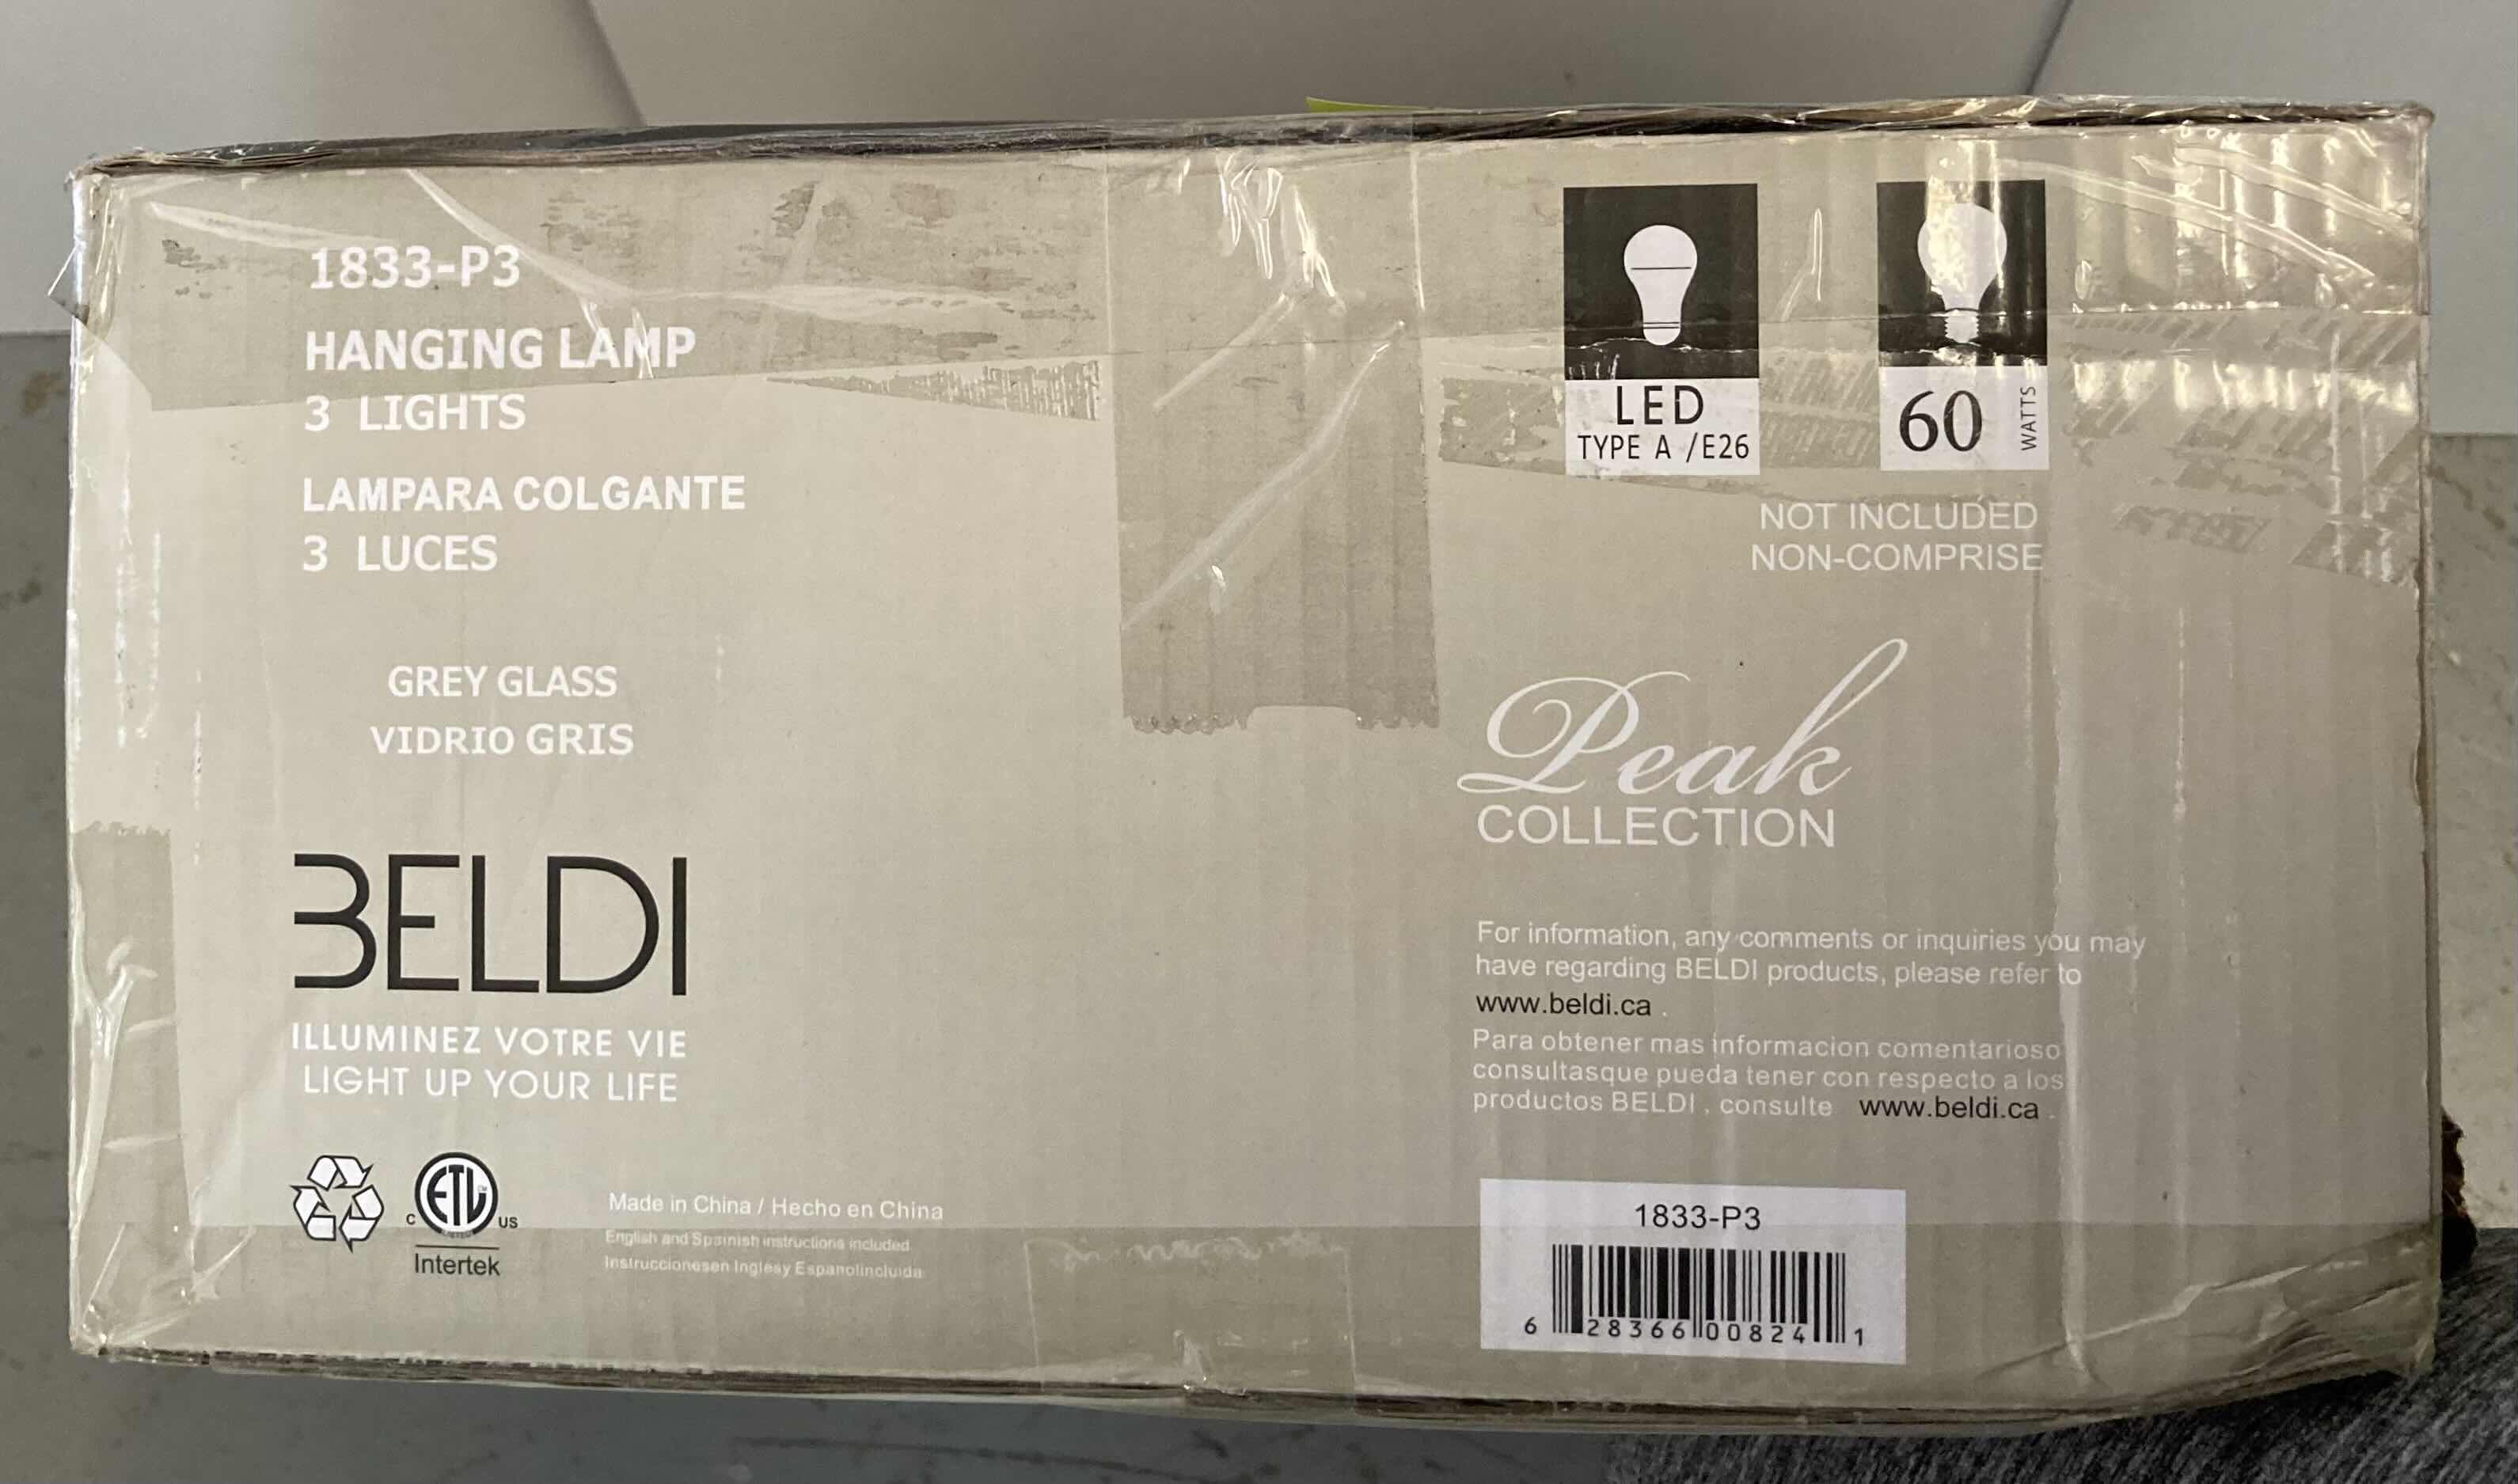 1833-P3
HANGING LAMP
3 LIGHTS
LAMPARA COLGANTE
3 LUCES
GREY GLASS
VIDRIO GRIS
BELDI
ILLUMINEZ VOTRE VIE
LIGHT UP YOUR LIFE
C ETL US
Intertek
Made in China / Hecho en China
English and Spainish instructions included
Instruccionesen Inglesy Espanolincluida
LED
TYPE A /E26
60 WATTS
NOT INCLUDED
NON-COMPRISE
Peak
COLLECTION
For information, any comments or inquiries you may
have regarding BELDI products, please refer to
www.beldi.ca .
Para obtener mas informacion comentarioso
consultasque pueda tener con respecto a los
productos BELDI , consulte www.beldi.ca .
1833-P3
6 28366 00824 1